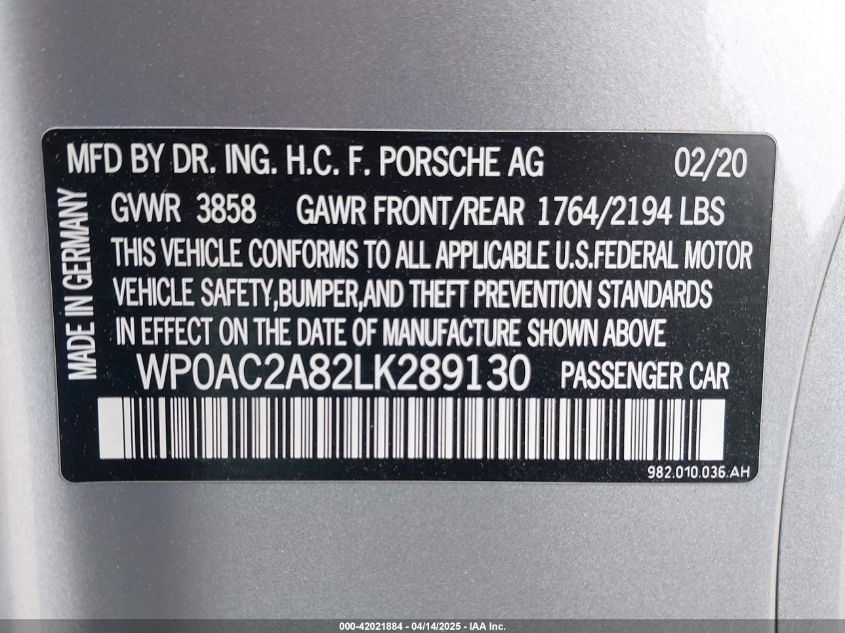 MFD BY DR. ING. H.C. F. PORSCHE AG 02/20
GVWR 3858 GAWR FRONT/REAR 1764/2194 LBS
THIS VEHICLE CONFORMS TO ALL APPLICABLE U.S.FEDERAL MOTOR
VEHICLE SAFETY,BUMPER,AND THEFT PREVENTION STANDARDS
IN EFFECT ON THE DATE OF MANUFACTURE SHOWN ABOVE
WP0AC2A82LK289130 PASSENGER CAR
982.010.036.AH
MADE IN GERMANY
000-42021884 - 04/14/2025 - IAA Inc.